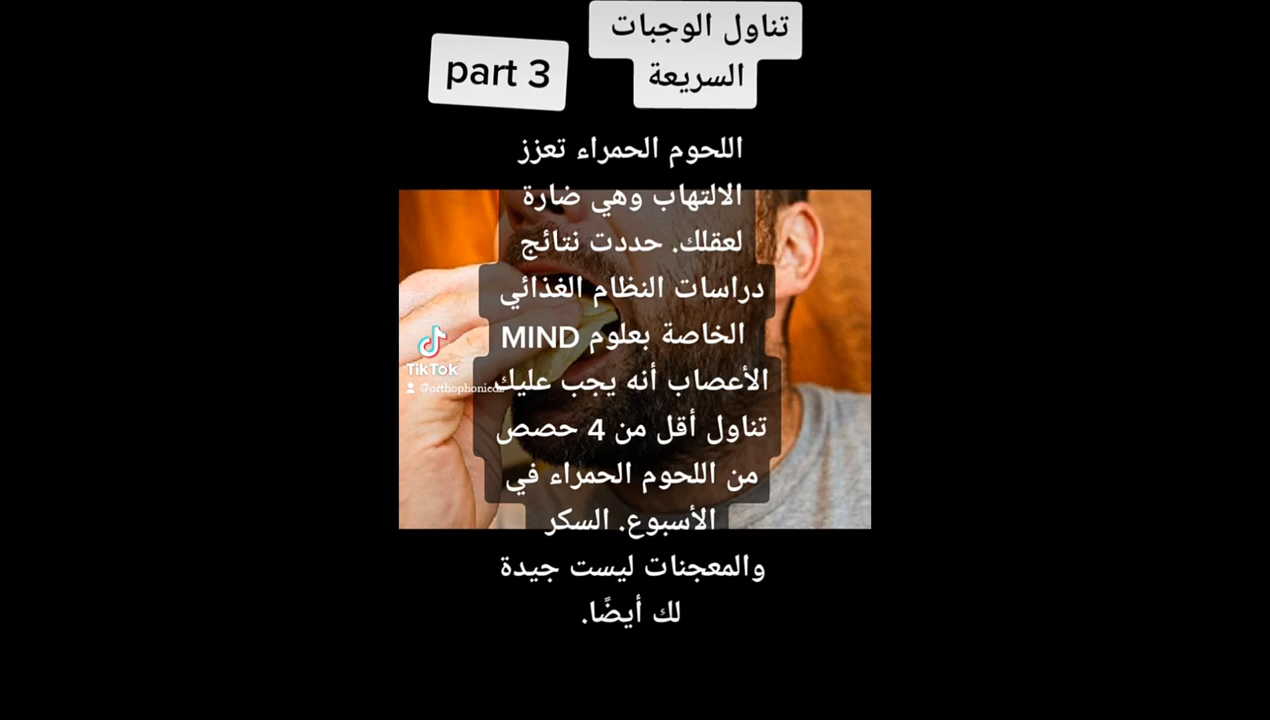 تناول الوجبات
السريعة
part 3
اللحوم الحمراء تعزز
الالتهاب وهي ضارة
لعقلك. حددت نتائج
دراسات النظام الغذائي
الخاصة بعلوم MIND
الأعصاب أنه يجب عليك
تناول أقل من 4 حصص
من اللحوم الحمراء في
الأسبوع. السكر
والمعجنات ليست جيدة
لك أيضًا.
TikTok